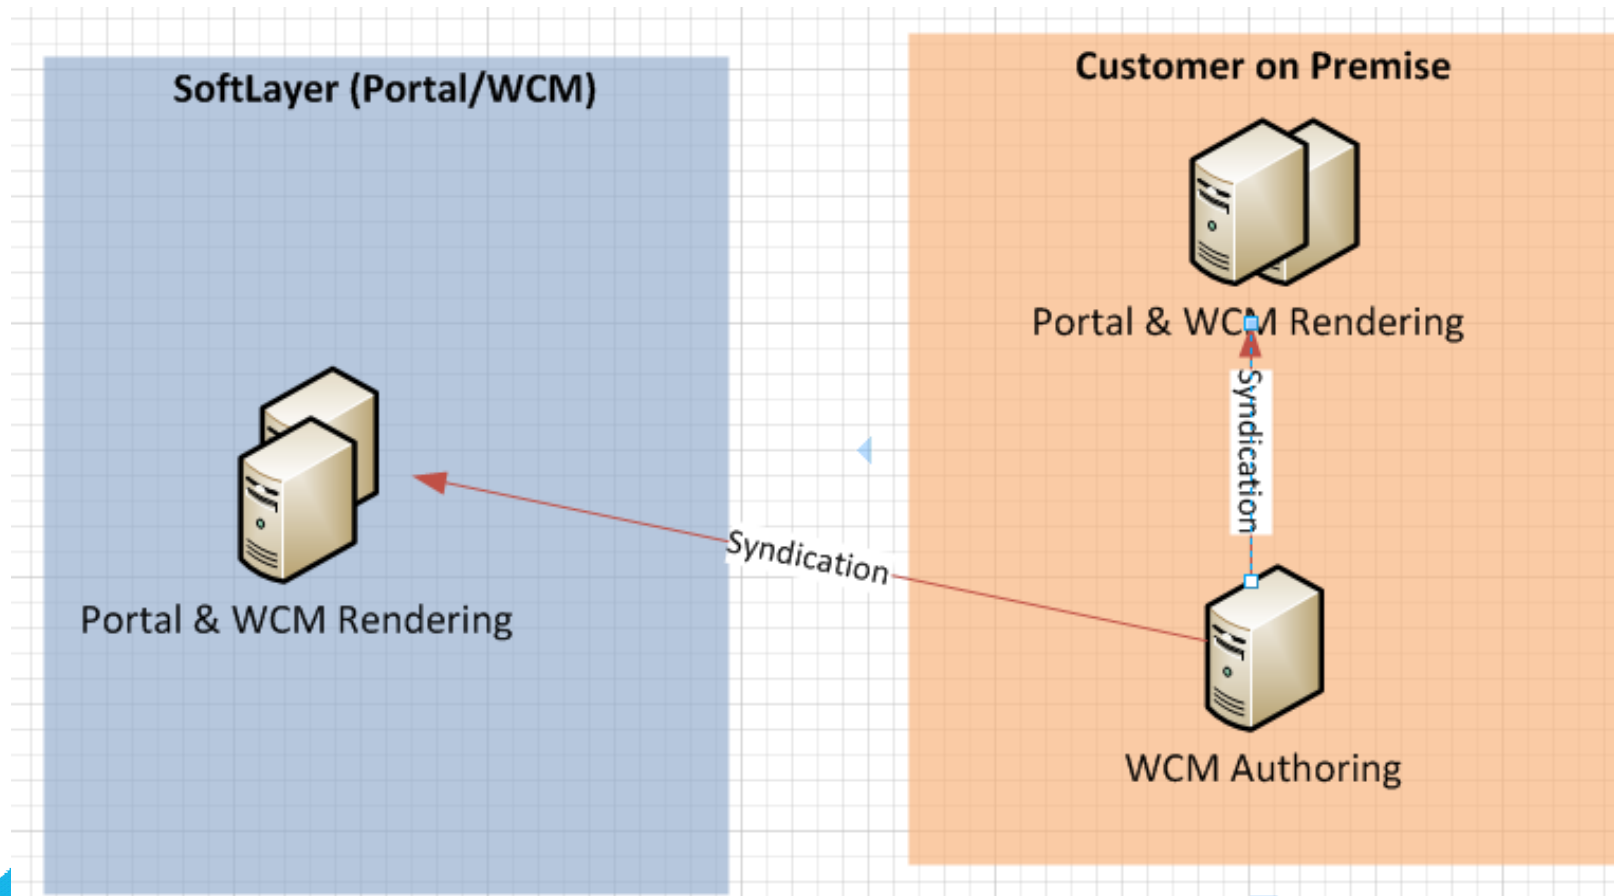 SoftLayer (Portal/WCM)
Customer on Premise
Portal & WCM Rendering
Syndication
Syndication
Portal & WCM Rendering
WCM Authoring